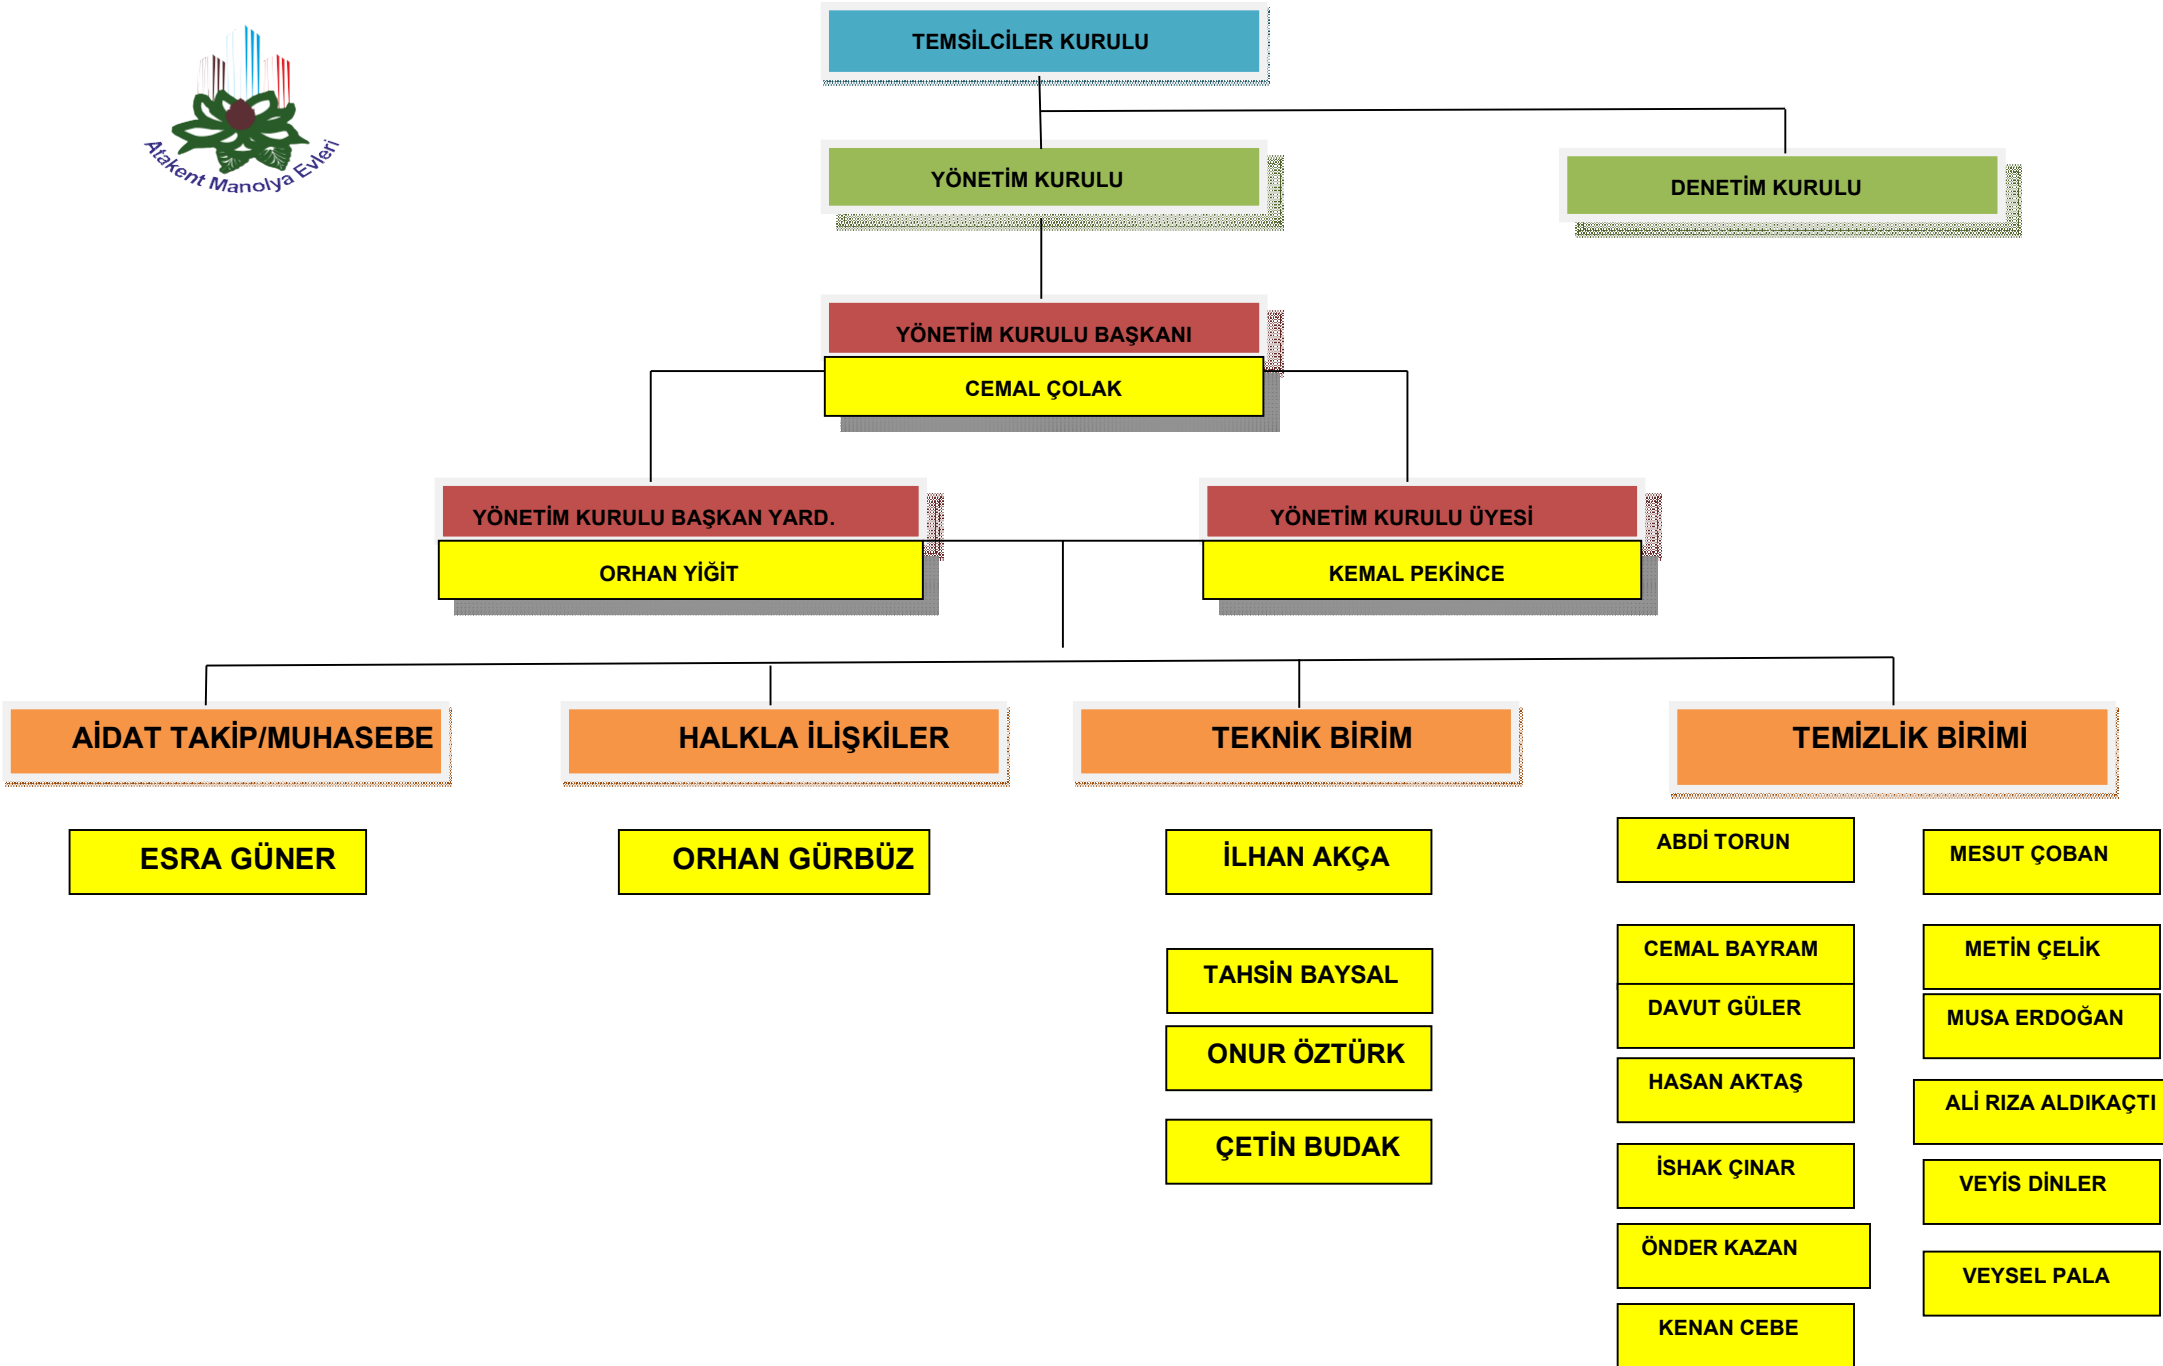 Atakent Manolya Evleri
TEMSİLCİLER KURULU
YÖNETİM KURULU
DENETİM KURULU
YÖNETİM KURULU BAŞKANI
CEMAL ÇOLAK
YÖNETİM KURULU BAŞKAN YARD.
ORHAN YİĞİT
YÖNETİM KURULU ÜYESİ
KEMAL PEKİNCE
AİDAT TAKİP/MUHASEBE
ESRA GÜNER
HALKLA İLİŞKİLER
ORHAN GÜRBÜZ
TEKNİK BİRİM
İLHAN AKÇA
TAHSİN BAYSAL
ONUR ÖZTÜRK
ÇETİN BUDAK
TEMİZLİK BİRİMİ
ABDİ TORUN
CEMAL BAYRAM
DAVUT GÜLER
HASAN AKTAŞ
İSHAK ÇINAR
ÖNDER KAZAN
KENAN CEBE
MESUT ÇOBAN
METİN ÇELİK
MUSA ERDOĞAN
ALİ RIZA ALDIKAÇTI
VEYİS DİNLER
VEYSEL PALA